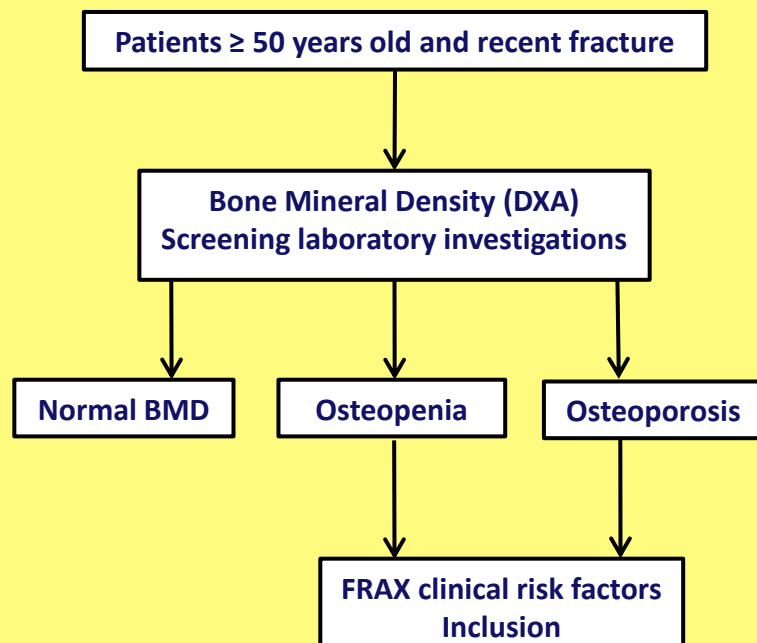 Patients ≥ 50 years old and recent fracture
Bone Mineral Density (DXA)
Screening laboratory investigations
Normal BMD
Osteopenia
Osteoporosis
FRAX clinical risk factors
Inclusion